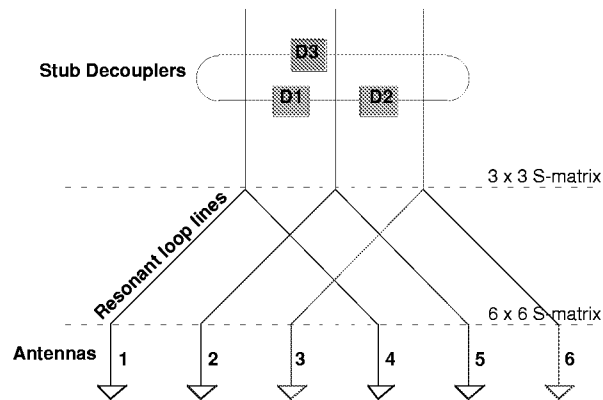 D3
Stub Decouplers
D1 D2
3 x 3 S-matrix
Resonant loop lines
6 x 6 S-matrix
Antennas 1 2 3 4 5 6